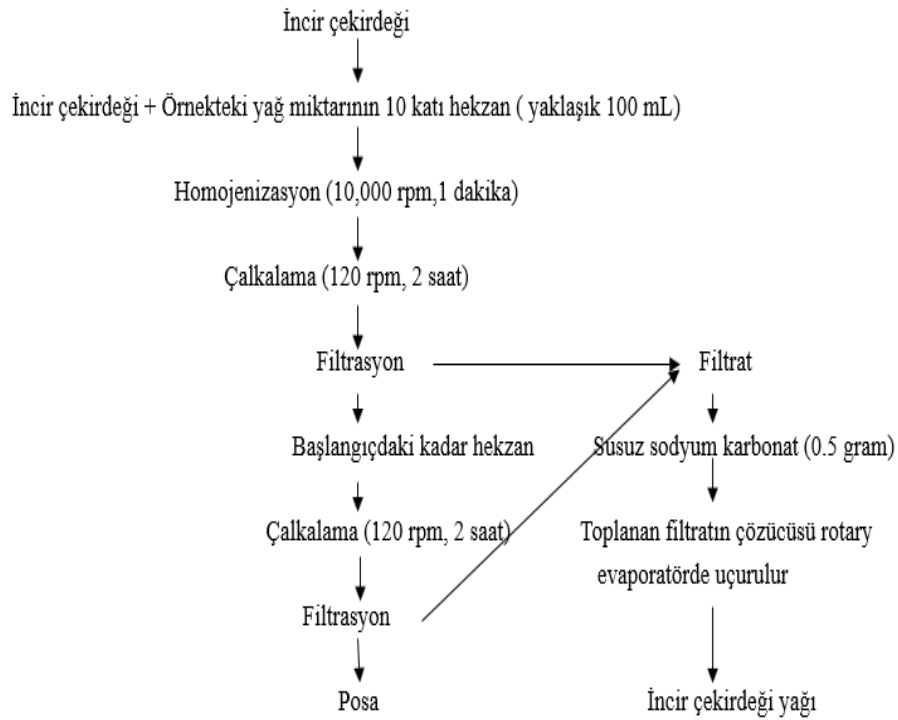 İncir çekirdeği
İncir çekirdeği + Örnekteki yağ miktarının 10 katı hekzan ( yaklaşık 100 mL)
Homojenizasyon (10,000 rpm,1 dakika)
Çalkalama (120 rpm, 2 saat)
Filtrasyon
Başlangıçdaki kadar hekzan
Çalkalama (120 rpm, 2 saat)
Filtrasyon
Posa
Filtrat
Susuz sodyum karbonat (0.5 gram)
Toplanan filtratın çözücüsü rotary
evaporatörde uçurulur
İncir çekirdeği yağı